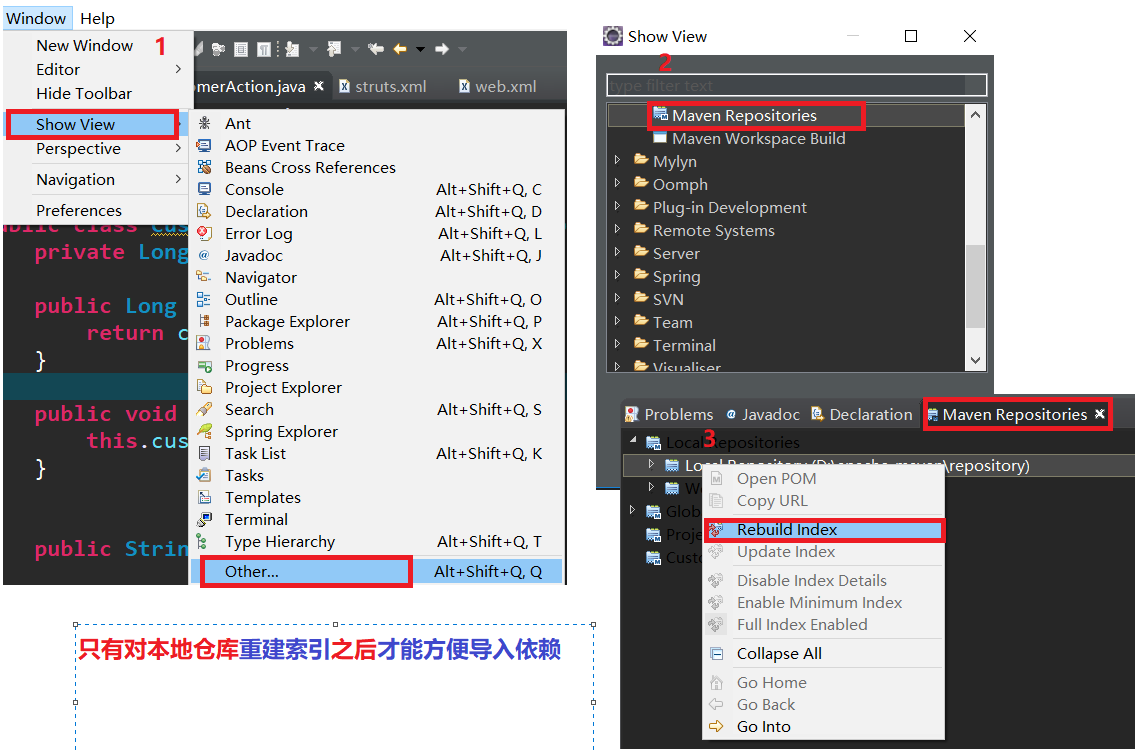 Window Help
New Window
1
Editor
Hide Toolbar
Show View
Perspective
Navigation
Preferences
omerAction.java
struts.xml
web.xml
Ant
AOP Event Trace
Beans Cross References
Console Alt+Shift+Q, C
Declaration Alt+Shift+Q, D
Error Log Alt+Shift+Q, L
Javadoc Alt+Shift+Q, J
Navigator
Outline Alt+Shift+Q, O
Package Explorer Alt+Shift+Q, P
Problems Alt+Shift+Q, X
Progress
Project Explorer
Search Alt+Shift+Q, S
Spring Explorer
Task List Alt+Shift+Q, K
Tasks
Templates
Terminal
Type Hierarchy Alt+Shift+Q, T
Other... Alt+Shift+Q, Q
class
private Long
public Long
return c
}
public void
this.cus
}
public Strin
只有对本地仓库重建索引之后才能方便导入依赖
Show View
2
type filter text
Maven Repositories
Maven Workspace Build
Mylyn
Oomph
Plug-in Development
Remote Systems
Server
Spring
SVN
Team
Terminal
Visualiser
Problems Javadoc Declaration Maven Repositories
3
Local Repositories
Local Repository (D:\apache-maven\repository)
Open POM
Copy URL
Rebuild Index
Update Index
Disable Index Details
Enable Minimum Index
Full Index Enabled
Collapse All
Go Home
Go Back
Go Into